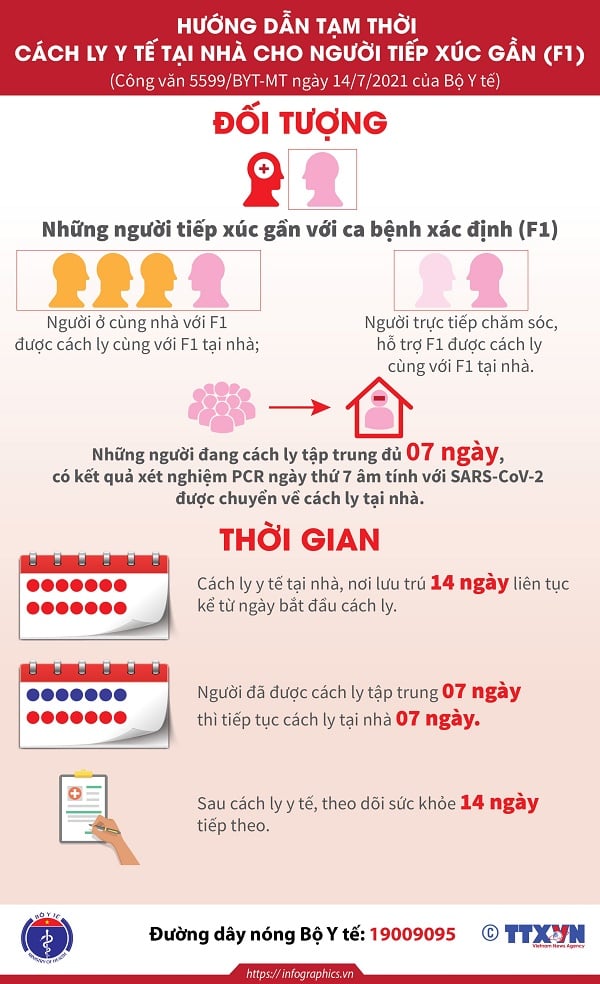 HƯỚNG DẪN TẠM THỜI
CÁCH LY Y TẾ TẠI NHÀ CHO NGƯỜI TIẾP XÚC GẦN (F1)
(Công văn 5599/BYT-MT ngày 14/7/2021 của Bộ Y tế)
ĐỐI TƯỢNG
Những người tiếp xúc gần với ca bệnh xác định (F1)
Người ở cùng nhà với F1
được cách ly cùng với F1 tại nhà;
Người trực tiếp chăm sóc,
hỗ trợ F1 được cách ly
cùng với F1 tại nhà.
Những người đang cách ly tập trung đủ 07 ngày,
có kết quả xét nghiệm PCR ngày thứ 7 âm tính với SARS-CoV-2
được chuyển về cách ly tại nhà.
THỜI GIAN
Cách ly y tế tại nhà, nơi lưu trú 14 ngày liên tục
kể từ ngày bắt đầu cách ly.
Người đã được cách ly tập trung 07 ngày
thì tiếp tục cách ly tại nhà 07 ngày.
Sau cách ly y tế, theo dõi sức khỏe 14 ngày
tiếp theo.
BỘ Y TẾ
MINISTRY OF HEALTH
Đường dây nóng Bộ Y tế: 19009095
© TTXVN
Vietnam News Agency
https://infographics.vn